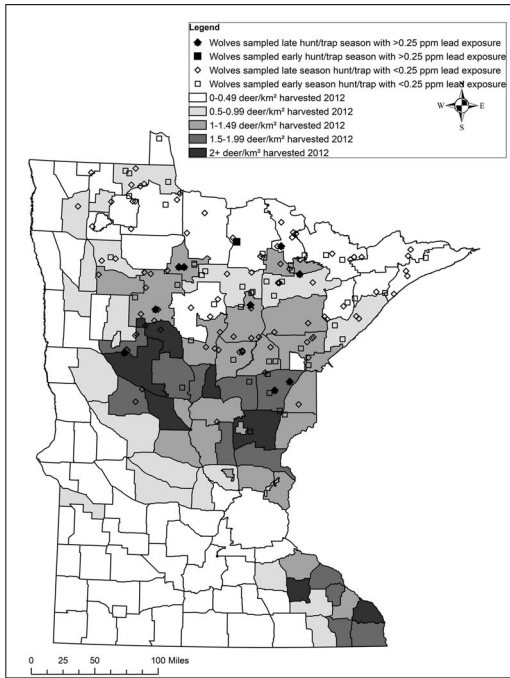 Legend
Wolves sampled late hunt/trap season with >0.25 ppm lead exposure
Wolves sampled early hunt/trap season with >0.25 ppm lead exposure
Wolves sampled late season hunt/trap with <0.25 ppm lead exposure
Wolves sampled early season hunt/trap with <0.25 ppm lead exposure
0-0.49 deer/km² harvested 2012
0.5-0.99 deer/km² harvested 2012
1-1.49 deer/km² harvested 2012
1.5-1.99 deer/km² harvested 2012
2+ deer/km² harvested 2012
N
W E
S
0 25 50 100 Miles